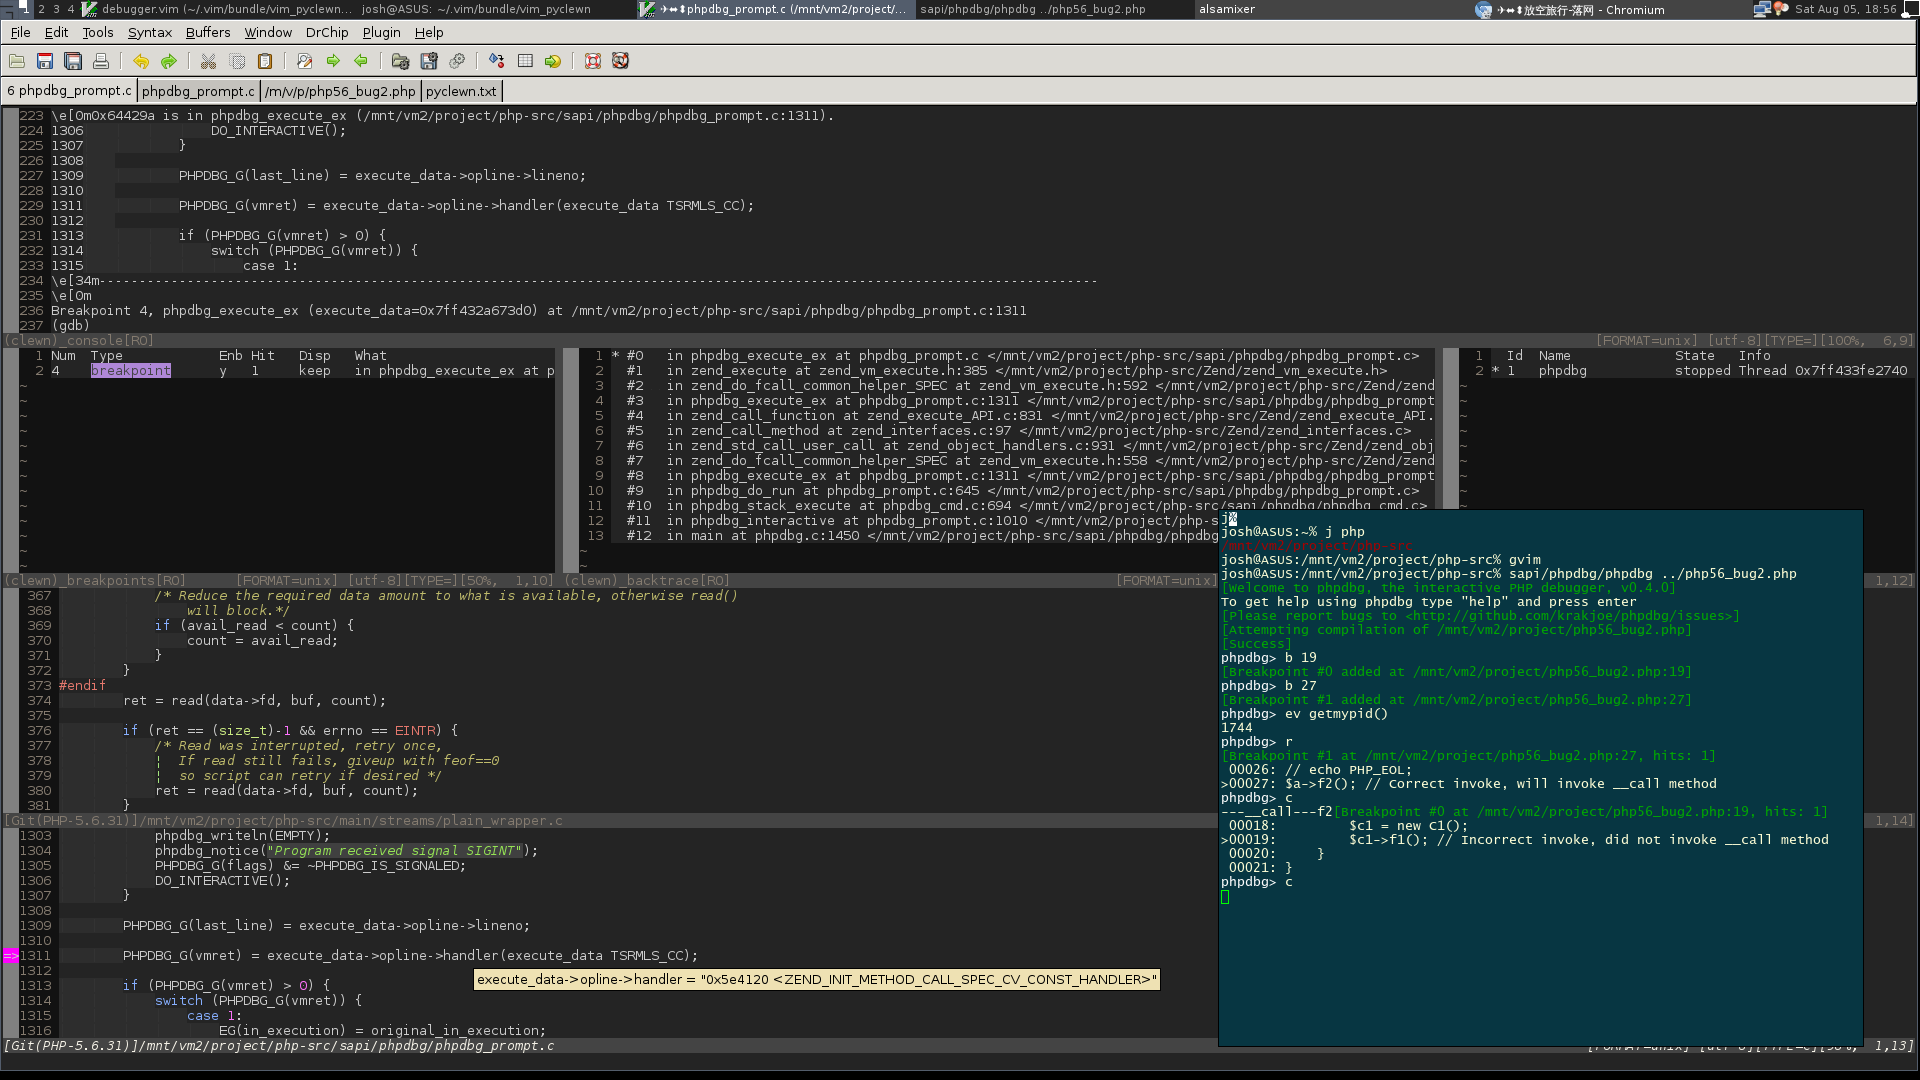 1 2 3 4 debugger.vim (~/.vim/bundle/vim_pyclewn... josh@ASUS: ~/.vim/bundle/vim_pyclewn phpdbg_prompt.c (/mnt/vm2/project/... sapi/phpdbg/phpdbg ../php56_bug2.php alsamixer 放空旅行-落网 - Chromium Sat Aug 05, 18:56
File Edit Tools Syntax Buffers Window DrChip Plugin Help
6 phpdbg_prompt.c phpdbg_prompt.c /m/v/p/php56_bug2.php pyclewn.txt
223 \e[0m0x64429a is in phpdbg_execute_ex (/mnt/vm2/project/php-src/sapi/phpdbg/phpdbg_prompt.c:1311).
224 1306 DO_INTERACTIVE();
225 1307 }
226 1308
227 1309 PHPDBG_G(last_line) = execute_data->opline->lineno;
228 1310
229 1311 PHPDBG_G(vmret) = execute_data->opline->handler(execute_data TSRMLS_CC);
230 1312
231 1313 if (PHPDBG_G(vmret) > 0) {
232 1314 switch (PHPDBG_G(vmret)) {
233 1315 case 1:
234 \e[34m----------------------------------------------------------------------------------------------------------------------------
235 \e[0m
236 Breakpoint 4, phpdbg_execute_ex (execute_data=0x7ff432a673d0) at /mnt/vm2/project/php-src/sapi/phpdbg/phpdbg_prompt.c:1311
237 (gdb)
(clewn)_console[RO] [FORMAT=unix] [utf-8][TYPE=][100%, 6,9]
1 Num Type Enb Hit Disp What
2 4 breakpoint y 1 keep in phpdbg_execute_ex at p
1 * #0 in phpdbg_execute_ex at phpdbg_prompt.c </mnt/vm2/project/php-src/sapi/phpdbg/phpdbg_prompt.c>
2 #1 in zend_execute at zend_vm_execute.h:385 </mnt/vm2/project/php-src/Zend/zend_vm_execute.h>
3 #2 in zend_do_fcall_common_helper_SPEC at zend_vm_execute.h:592 </mnt/vm2/project/php-src/Zend/zend
4 #3 in phpdbg_execute_ex at phpdbg_prompt.c:1311 </mnt/vm2/project/php-src/sapi/phpdbg/phpdbg_prompt
5 #4 in zend_call_function at zend_execute_API.c:831 </mnt/vm2/project/php-src/Zend/zend_execute_API.
6 #5 in zend_call_method at zend_interfaces.c:97 </mnt/vm2/project/php-src/Zend/zend_interfaces.c>
7 #6 in zend_std_call_user_call at zend_object_handlers.c:931 </mnt/vm2/project/php-src/Zend/zend_obj
8 #7 in zend_do_fcall_common_helper_SPEC at zend_vm_execute.h:558 </mnt/vm2/project/php-src/Zend/zend
9 #8 in phpdbg_execute_ex at phpdbg_prompt.c:1311 </mnt/vm2/project/php-src/sapi/phpdbg/phpdbg_prompt
10 #9 in phpdbg_do_run at phpdbg_prompt.c:645 </mnt/vm2/project/php-src/sapi/phpdbg/phpdbg_prompt.c>
11 #10 in phpdbg_stack_execute at phpdbg_cmd.c:694 </mnt/vm2/project/php-src/sapi/phpdbg/phpdbg_cmd.c>
12 #11 in phpdbg_interactive at phpdbg_prompt.c:1010 </mnt/vm2/project/php-s
13 #12 in main at phpdbg.c:1450 </mnt/vm2/project/php-src/sapi/phpdbg/phpdbg
1 Id Name State Info
2 * 1 phpdbg stopped Thread 0x7ff433fe2740
(clewn)_breakpoints[RO] [FORMAT=unix] [utf-8][TYPE=][50%, 1,10] (clewn)_backtrace[RO] [FORMAT=unix] 1,12]
367 /* Reduce the required data amount to what is available, otherwise read()
368 will block.*/
369 if (avail_read < count) {
370 count = avail_read;
371 }
372 }
373 #endif
374 ret = read(data->fd, buf, count);
375
376 if (ret == (size_t)-1 && errno == EINTR) {
377 /* Read was interrupted, retry once,
378 ¦ If read still fails, giveup with feof==0
379 ¦ so script can retry if desired */
380 ret = read(data->fd, buf, count);
381 }
[Git(PHP-5.6.31)]/mnt/vm2/project/php-src/main/streams/plain_wrapper.c 1,14]
1303 phpdbg_writeln(EMPTY);
1304 phpdbg_notice("Program received signal SIGINT");
1305 PHPDBG_G(flags) &= ~PHPDBG_IS_SIGNALED;
1306 DO_INTERACTIVE();
1307 }
1308
1309 PHPDBG_G(last_line) = execute_data->opline->lineno;
1310
=>1311 PHPDBG_G(vmret) = execute_data->opline->handler(execute_data TSRMLS_CC);
1312
execute_data->opline->handler = "0x5e4120 <ZEND_INIT_METHOD_CALL_SPEC_CV_CONST_HANDLER>"
1313 if (PHPDBG_G(vmret) > 0) {
1314 switch (PHPDBG_G(vmret)) {
1315 case 1:
1316 EG(in_execution) = original_in_execution;
[Git(PHP-5.6.31)]/mnt/vm2/project/php-src/sapi/phpdbg/phpdbg_prompt.c 1,13]
j%
josh@ASUS:~% j php
/mnt/vm2/project/php-src
josh@ASUS:/mnt/vm2/project/php-src% gvim
josh@ASUS:/mnt/vm2/project/php-src% sapi/phpdbg/phpdbg ../php56_bug2.php
[Welcome to phpdbg, the interactive PHP debugger, v0.4.0]
To get help using phpdbg type "help" and press enter
[Please report bugs to <http://github.com/krakjoe/phpdbg/issues>]
[Attempting compilation of /mnt/vm2/project/php56_bug2.php]
[Success]
phpdbg> b 19
[Breakpoint #0 added at /mnt/vm2/project/php56_bug2.php:19]
phpdbg> b 27
[Breakpoint #1 added at /mnt/vm2/project/php56_bug2.php:27]
phpdbg> ev getmypid()
1744
phpdbg> r
[Breakpoint #1 at /mnt/vm2/project/php56_bug2.php:27, hits: 1]
00026: // echo PHP_EOL;
>00027: $a->f2(); // Correct invoke, will invoke __call method
phpdbg> c
---__call---f2[Breakpoint #0 at /mnt/vm2/project/php56_bug2.php:19, hits: 1]
00018: $c1 = new C1();
>00019: $c1->f1(); // Incorrect invoke, did not invoke __call method
00020: }
00021: }
phpdbg> c